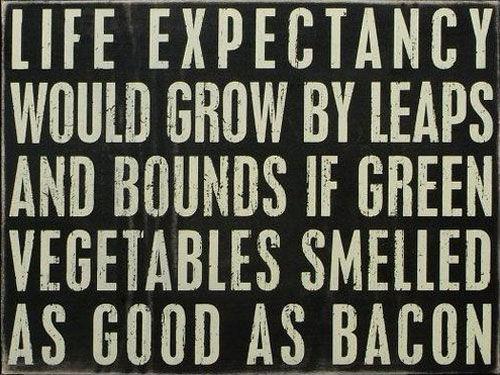 LIFE EXPECTANCY
WOULD GROW BY LEAPS
AND BOUNDS IF GREEN
VEGETABLES SMELLED
AS GOOD AS BACON